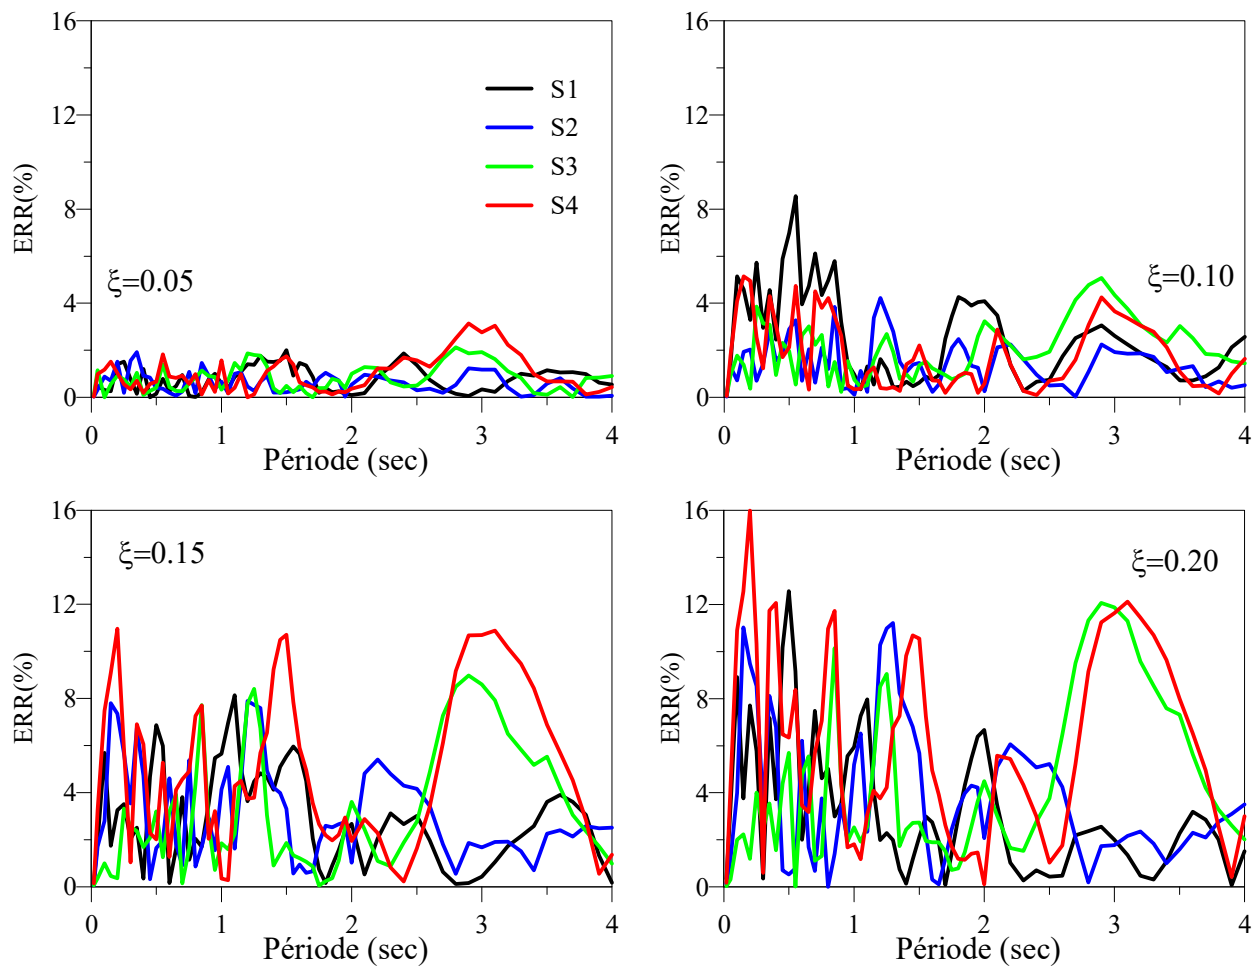 16
12
8
4
0
ERR(%)
S1
S2
S3
S4
ξ=0.05
0 1 2 3 4
Période (sec)
16
12
8
4
0
ERR(%)
ξ=0.10
0 1 2 3 4
Période (sec)
16
12
8
4
0
ERR(%)
ξ=0.15
0 1 2 3 4
Période (sec)
16
12
8
4
0
ERR(%)
ξ=0.20
0 1 2 3 4
Période (sec)